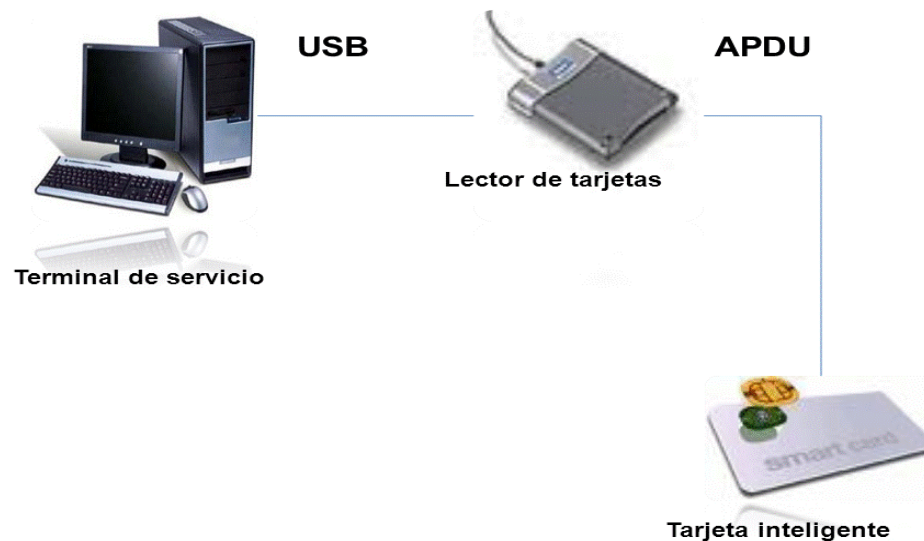 USB
APDU
Lector de tarjetas
Terminal de servicio
smart card
Tarjeta inteligente